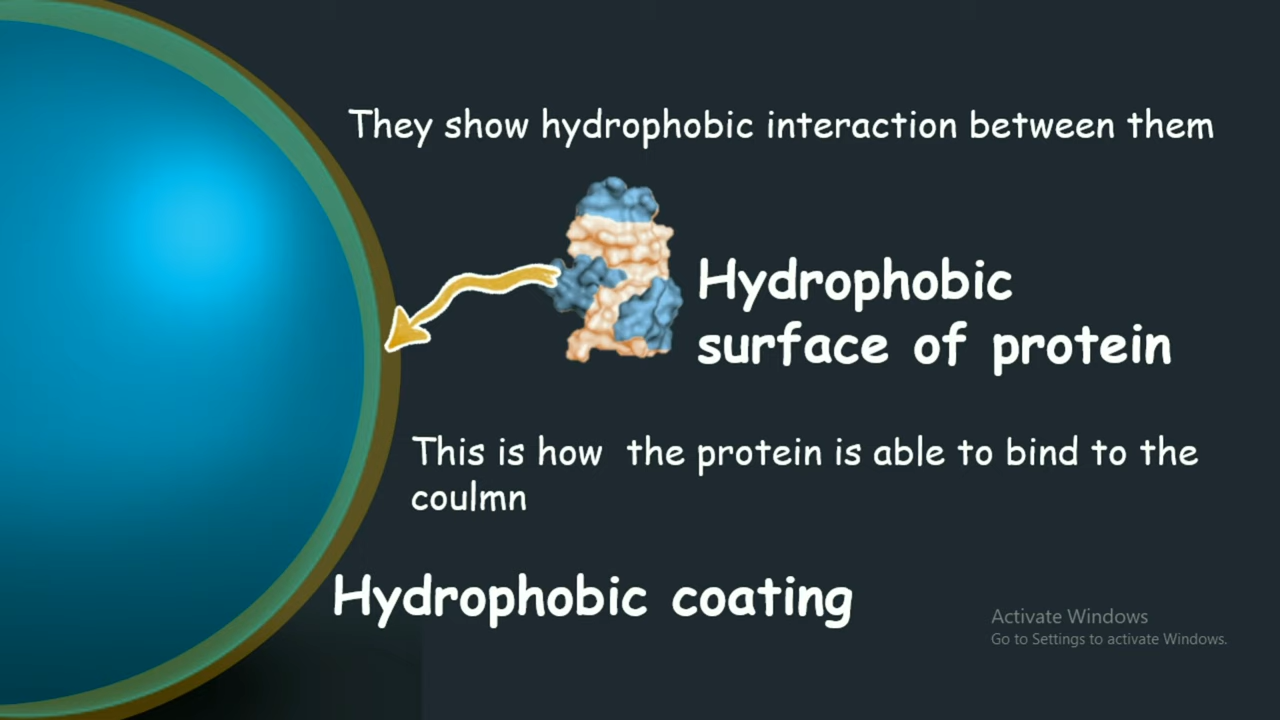 They show hydrophobic interaction between them
Hydrophobic
surface of protein
This is how the protein is able to bind to the
coulmn
Hydrophobic coating
Activate Windows
Go to Settings to activate Windows.